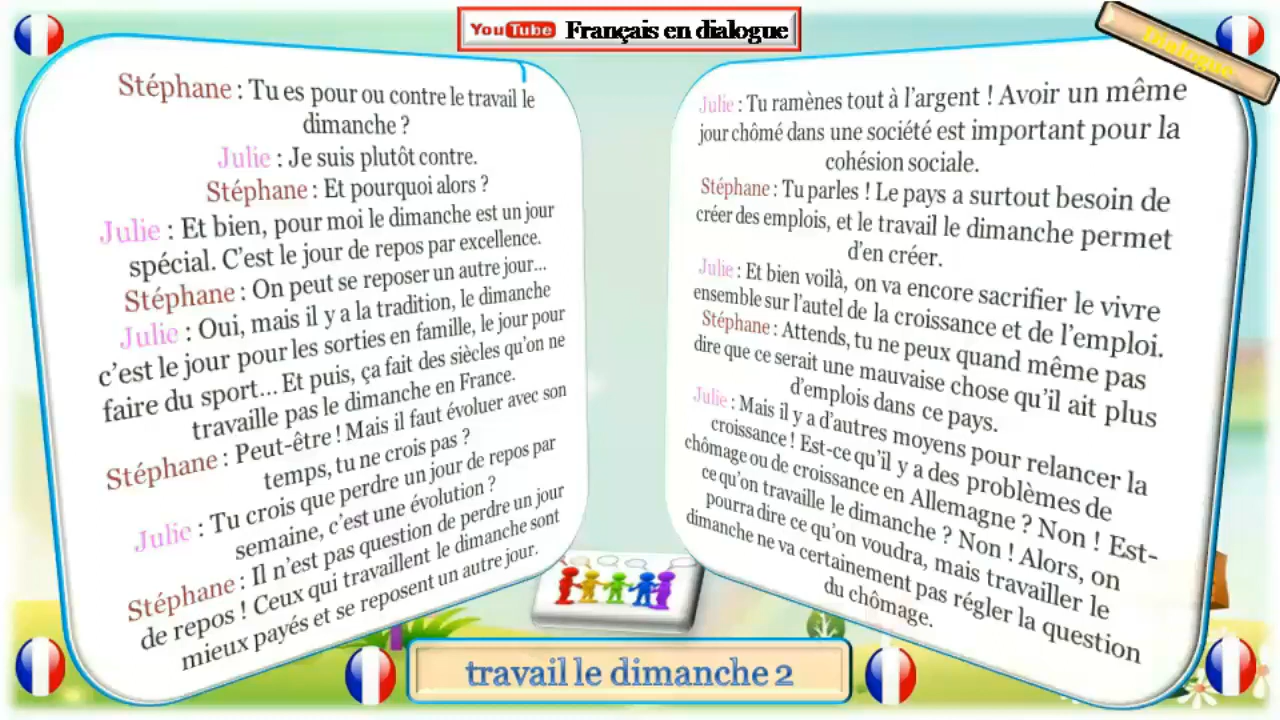 YouTube Français en dialogue
Dialogue
Stéphane : Tu es pour ou contre le travail le
dimanche ?
Julie : Je suis plutôt contre.
Stéphane : Et pourquoi alors ?
Julie : Et bien, pour moi le dimanche est un jour
spécial. C’est le jour de repos par excellence.
Stéphane : On peut se reposer un autre jour...
Julie : Oui, mais il y a la tradition, le dimanche
c’est le jour pour les sorties en famille, le jour pour
faire du sport… Et puis, ça fait des siècles qu’on ne
travaille pas le dimanche en France.
Stéphane : Peut-être ! Mais il faut évoluer avec son
temps, tu ne crois pas ?
Julie : Tu crois que perdre un jour de repos par
semaine, c’est une évolution ?
Stéphane : Il n’est pas question de perdre un jour
de repos ! Ceux qui travaillent le dimanche sont
mieux payés et se reposent un autre jour.
Julie : Tu ramènes tout à l’argent ! Avoir un même
jour chômé dans une société est important pour la
cohésion sociale.
Stéphane : Tu parles ! Le pays a surtout besoin de
créer des emplois, et le travail le dimanche permet
d’en créer.
Julie : Et bien voilà, on va encore sacrifier le vivre
ensemble sur l’autel de la croissance et de l’emploi.
Stéphane : Attends, tu ne peux quand même pas
dire que ce serait une mauvaise chose qu’il ait plus
d’emplois dans ce pays.
Julie : Mais il y a d’autres moyens pour relancer la
croissance ! Est-ce qu’il y a des problèmes de
chômage ou de croissance en Allemagne ? Non ! Est-
ce qu’on travaille le dimanche ? Non ! Alors, on
pourra dire ce qu’on voudra, mais travailler le
dimanche ne va certainement pas régler la question
du chômage.
travail le dimanche 2